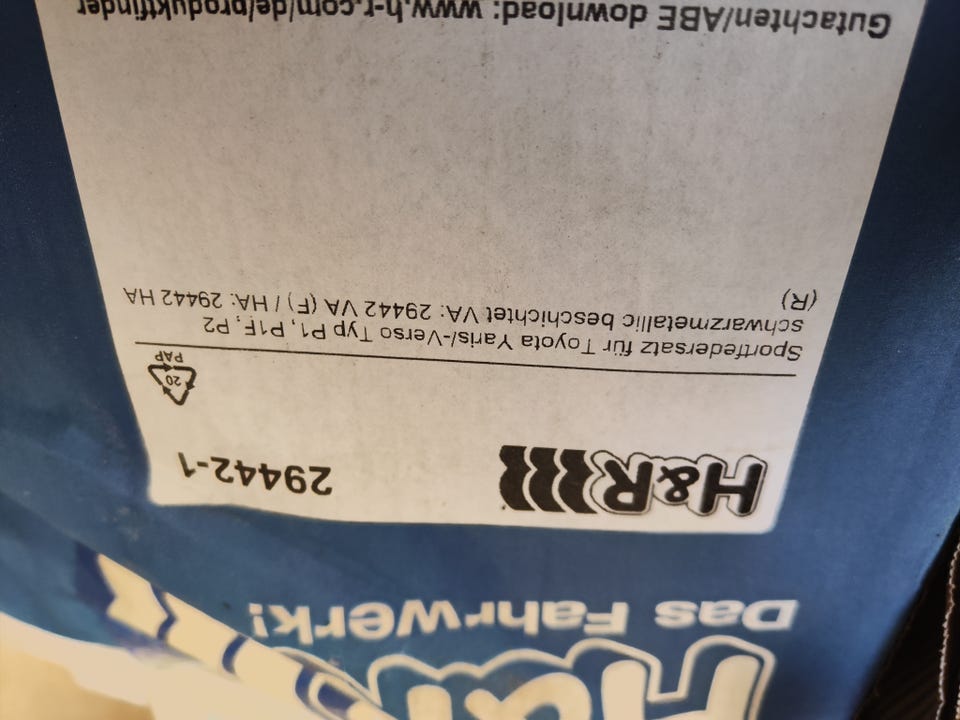 H&R
Das Fahrwerk!
H&R 29442-1
20
PAP
Sportfedersatz für Toyota Yaris/-Verso Typ P1, P1F, P2
schwarzmetallic beschichtet VA: 29442 VA (F) / HA: 29442 HA
(R)
Gutachten/ABE download: www.h-r.com/de/produktfinder